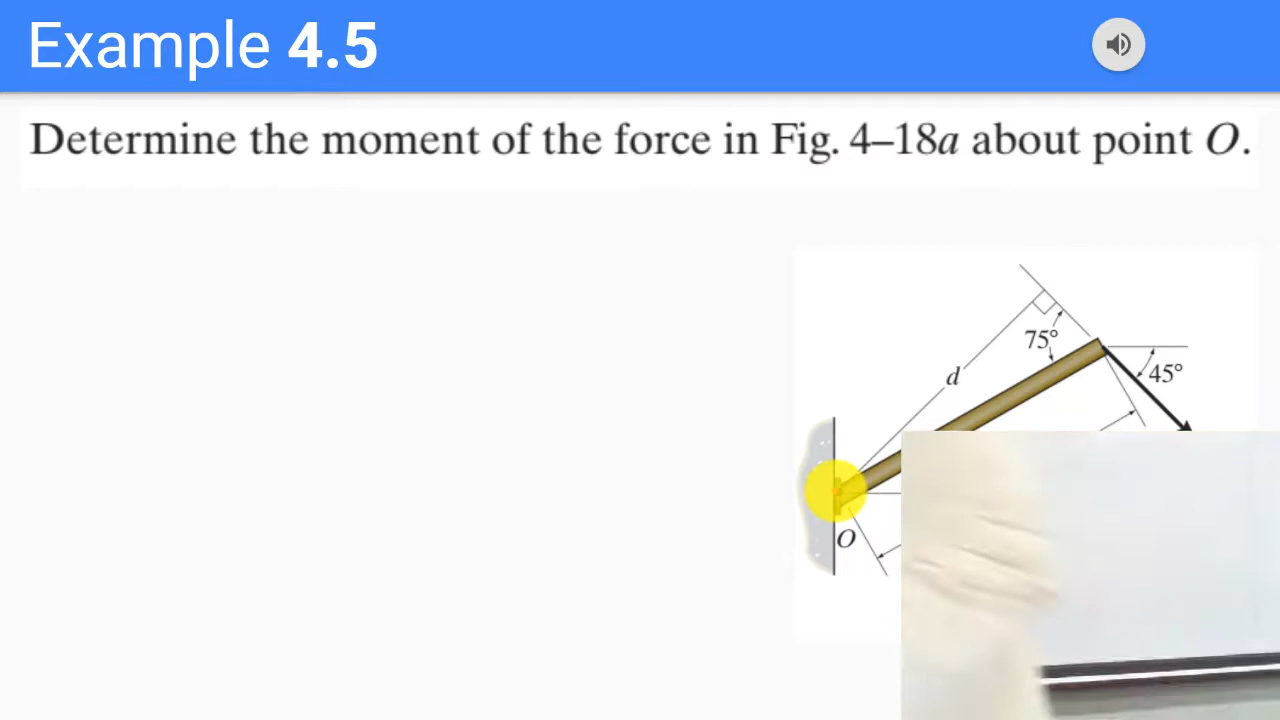 Example 4.5
Determine the moment of the force in Fig. 4–18a about point O.
75°
45°
d
O